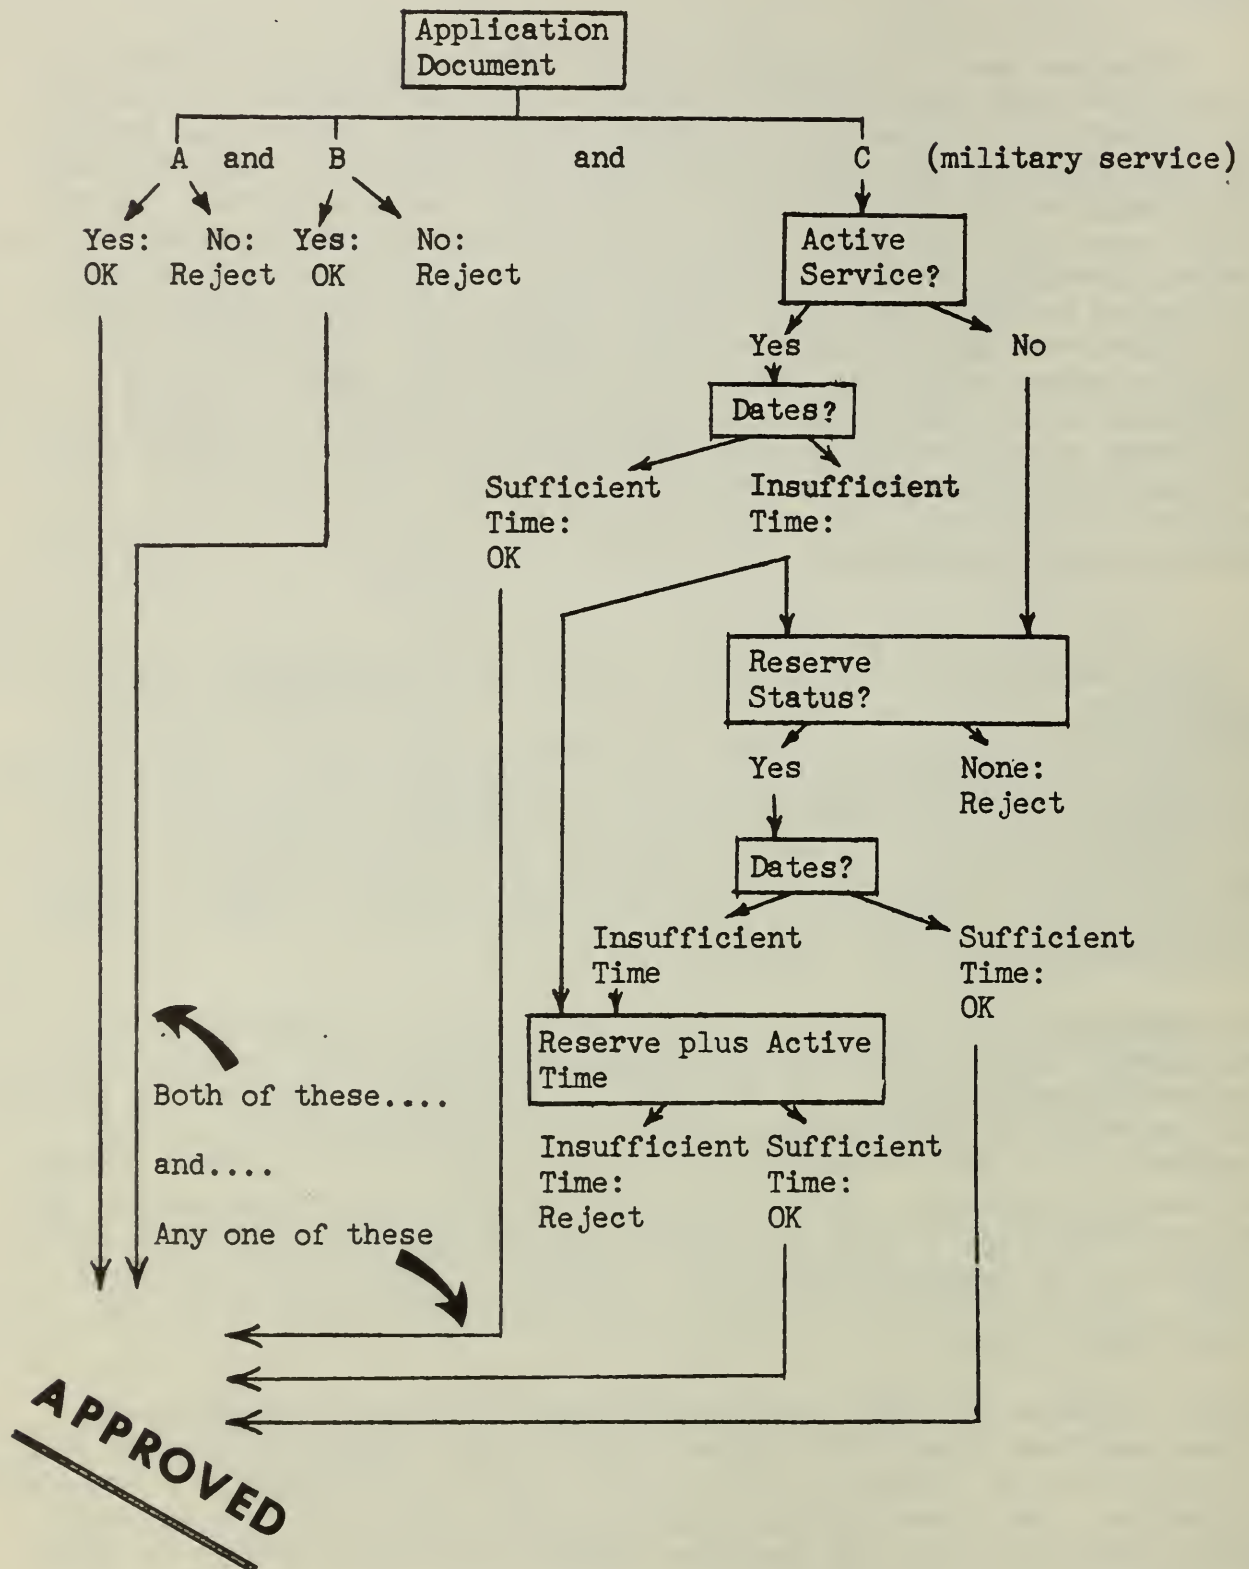 Application
Document
A and B and C (military service)
Yes: No: Yes: No:
OK Reject OK Reject
Active
Service?
Yes No
Dates?
Sufficient Insufficient
Time: Time:
OK
Reserve
Status?
Yes None:
Reject
Dates?
Insufficient Sufficient
Time Time:
OK
Reserve plus Active
Time
Both of these....
and....
Any one of these
Insufficient Sufficient
Time: Time:
Reject OK
APPROVED